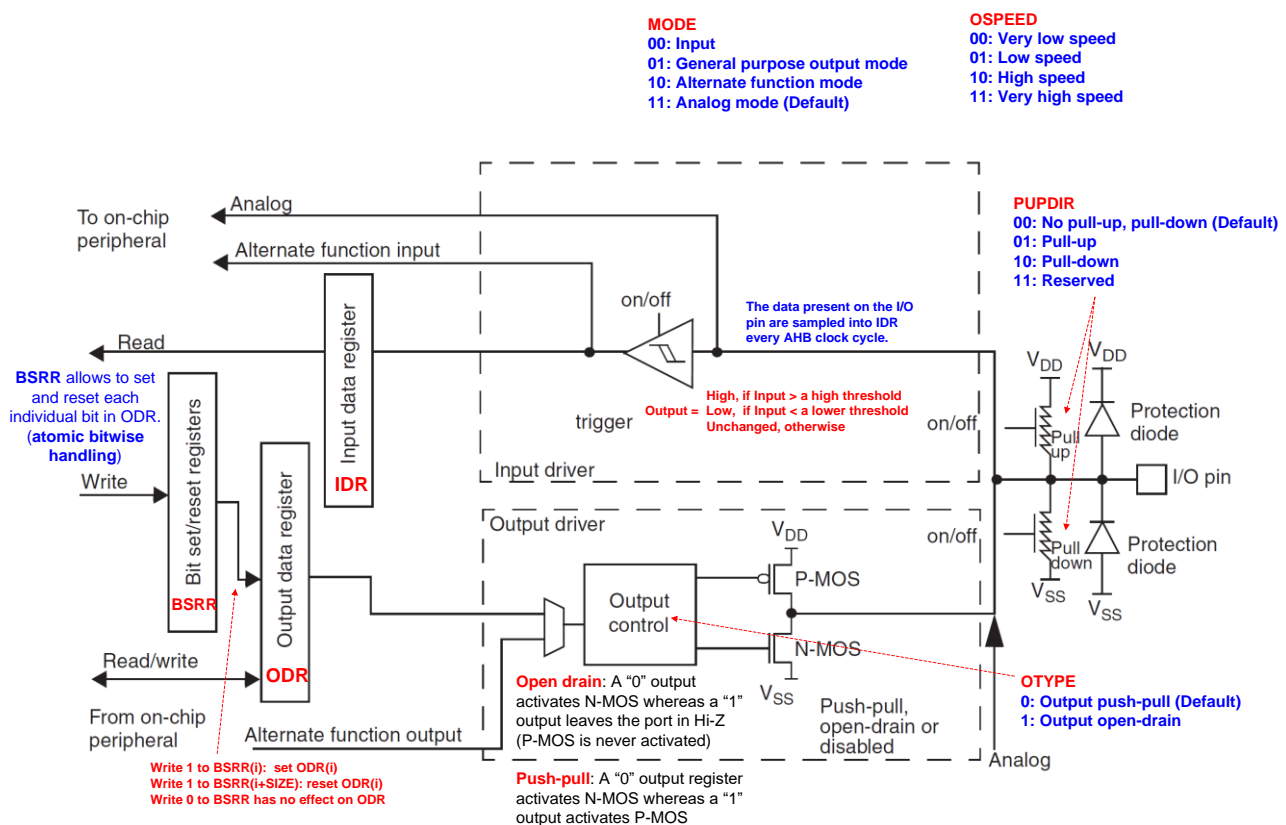 MODE
00: Input
01: General purpose output mode
10: Alternate function mode
11: Analog mode (Default)
OSPEED
00: Very low speed
01: Low speed
10: High speed
11: Very high speed
PUPDIR
00: No pull-up, pull-down (Default)
01: Pull-up
10: Pull-down
11: Reserved
To on-chip
peripheral
Analog
Alternate function input
on/off
The data present on the I/O
pin are sampled into IDR
every AHB clock cycle.
Read
Input data register
IDR
BSRR allows to set
and reset each
individual bit in ODR.
(atomic bitwise
handling)
trigger
High, if Input > a high threshold
Output = Low, if Input < a lower threshold
Unchanged, otherwise
on/off
Input driver
VDD
VDD
Pull
up
Protection
diode
I/O pin
Write
Bit set/reset registers
BSRR
Output data register
ODR
Output driver
on/off
VDD
P-MOS
Output
control
N-MOS
VSS
Pull
down
Protection
diode
VSS
VSS
Read/write
From on-chip
peripheral
Alternate function output
Open drain: A “0” output
activates N-MOS whereas a “1”
output leaves the port in Hi-Z
(P-MOS is never activated)
Push-pull,
open-drain or
disabled
OTYPE
0: Output push-pull (Default)
1: Output open-drain
Analog
Write 1 to BSRR(i): set ODR(i)
Write 1 to BSRR(i+SIZE): reset ODR(i)
Write 0 to BSRR has no effect on ODR
Push-pull: A “0” output register
activates N-MOS whereas a “1”
output activates P-MOS